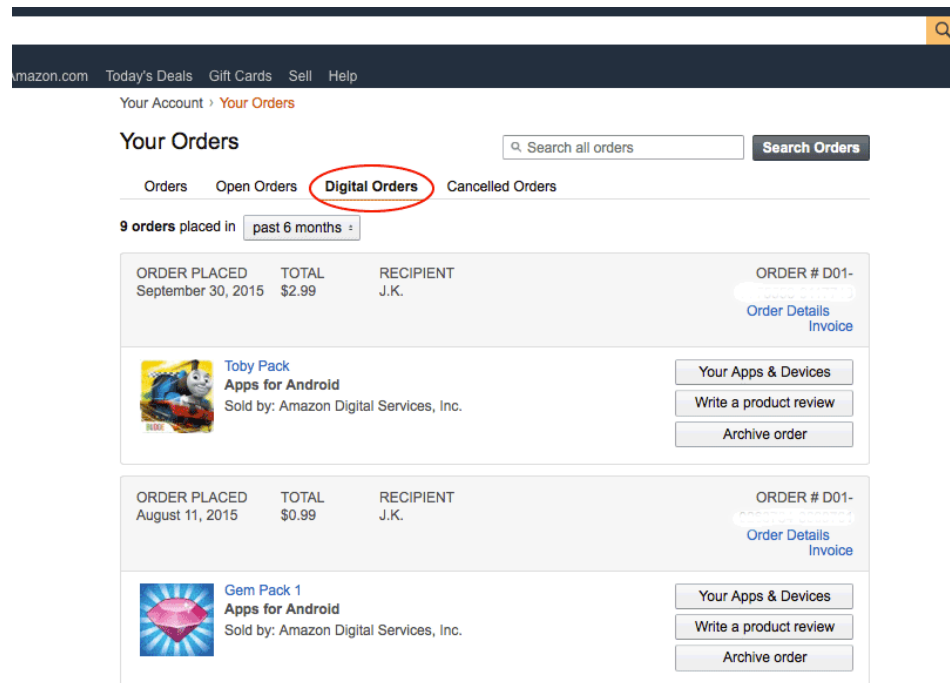 Amazon.com Today's Deals Gift Cards Sell Help
Your Account › Your Orders
Your Orders
Search all orders
Search Orders
Orders Open Orders Digital Orders Cancelled Orders
9 orders placed in past 6 months
ORDER PLACED TOTAL RECIPIENT ORDER # D01-
September 30, 2015 $2.99 J.K.
Order Details
Invoice
Toby Pack
Apps for Android
Sold by: Amazon Digital Services, Inc.
Your Apps & Devices
Write a product review
Archive order
ORDER PLACED TOTAL RECIPIENT ORDER # D01-
August 11, 2015 $0.99 J.K.
Order Details
Invoice
Gem Pack 1
Apps for Android
Sold by: Amazon Digital Services, Inc.
Your Apps & Devices
Write a product review
Archive order